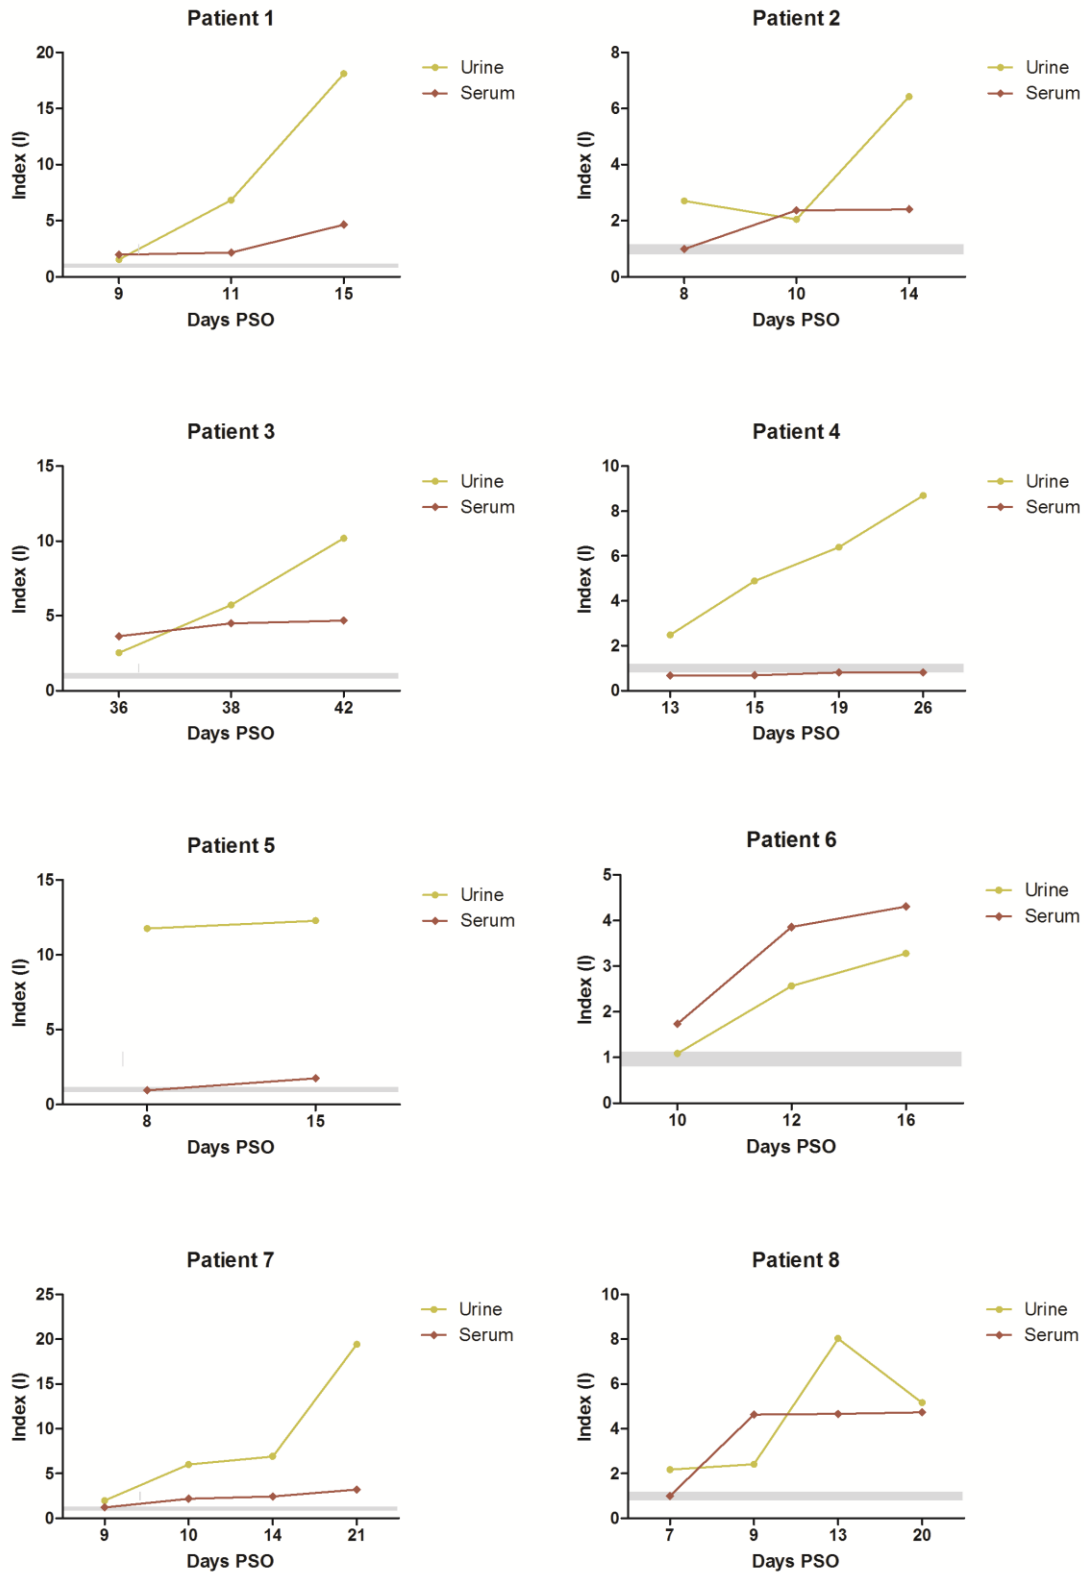 Patient 1
20
15
10
5
0
Index (I)
9 11 15
Days PSO
Urine
Serum
Patient 2
8
6
4
2
0
Index (I)
8 10 14
Days PSO
Urine
Serum
Patient 3
15
10
5
0
Index (I)
36 38 42
Days PSO
Urine
Serum
Patient 4
10
8
6
4
2
0
Index (I)
13 15 19 26
Days PSO
Urine
Serum
Patient 5
15
10
5
0
Index (I)
8 15
Days PSO
Urine
Serum
Patient 6
5
4
3
2
1
0
Index (I)
10 12 16
Days PSO
Urine
Serum
Patient 7
25
20
15
10
5
0
Index (I)
9 10 14 21
Days PSO
Urine
Serum
Patient 8
10
8
6
4
2
0
Index (I)
7 9 13 20
Days PSO
Urine
Serum